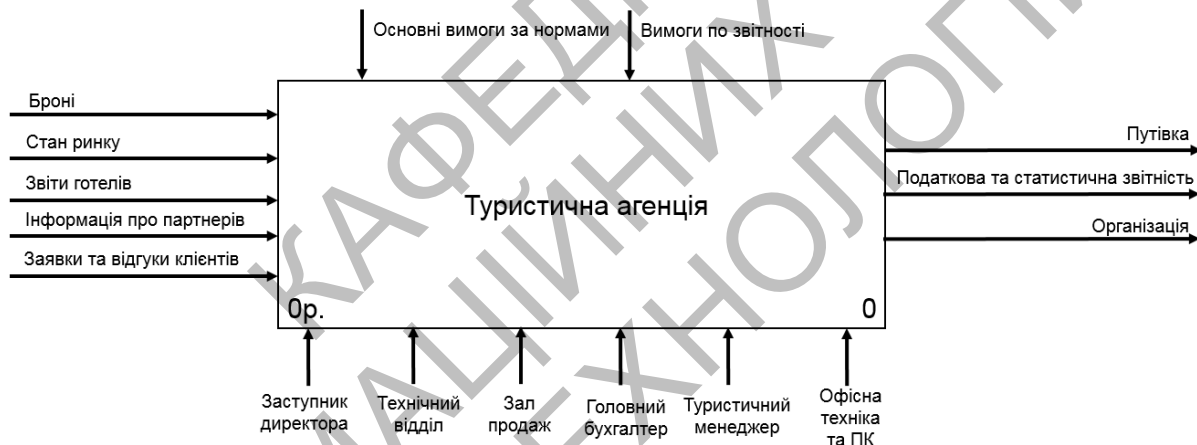 Основні вимоги за нормами
Вимоги по звітності
Броні
Стан ринку
Звіти готелів
Інформація про партнерів
Заявки та відгуки клієнтів
Туристична агенція
0р.
0
Путівка
Податкова та статистична звітність
Організація
Заступник
директора
Технічний
відділ
Зал
продаж
Головний
бухгалтер
Туристичний
менеджер
Офісна
техніка
та ПК